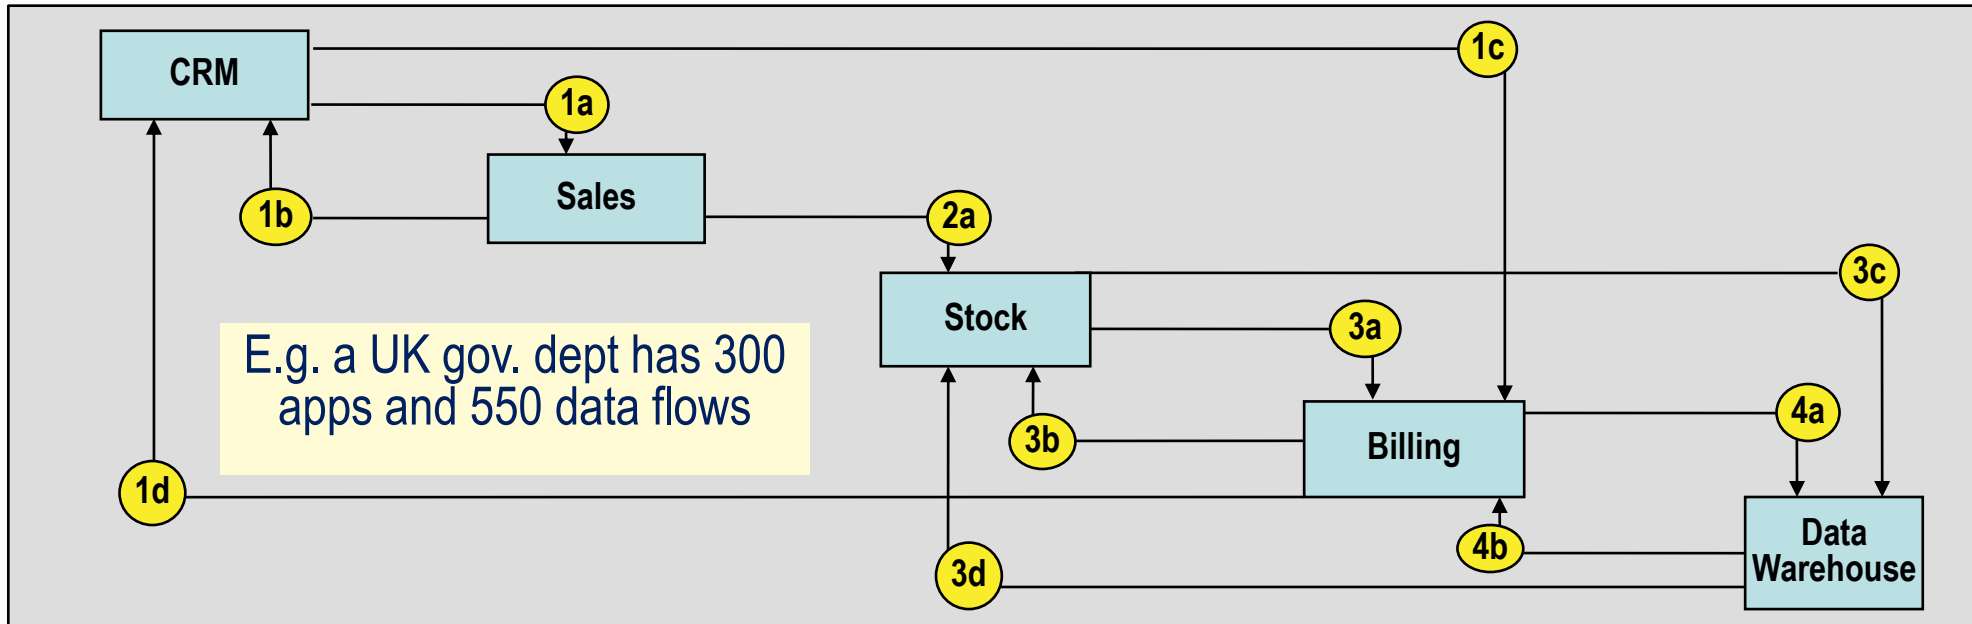 CRM
1c
1a
Sales
1b
2a
3c
Stock
3a
E.g. a UK gov. dept has 300
apps and 550 data flows
4a
3b
Billing
1d
4b
Data
Warehouse
3d